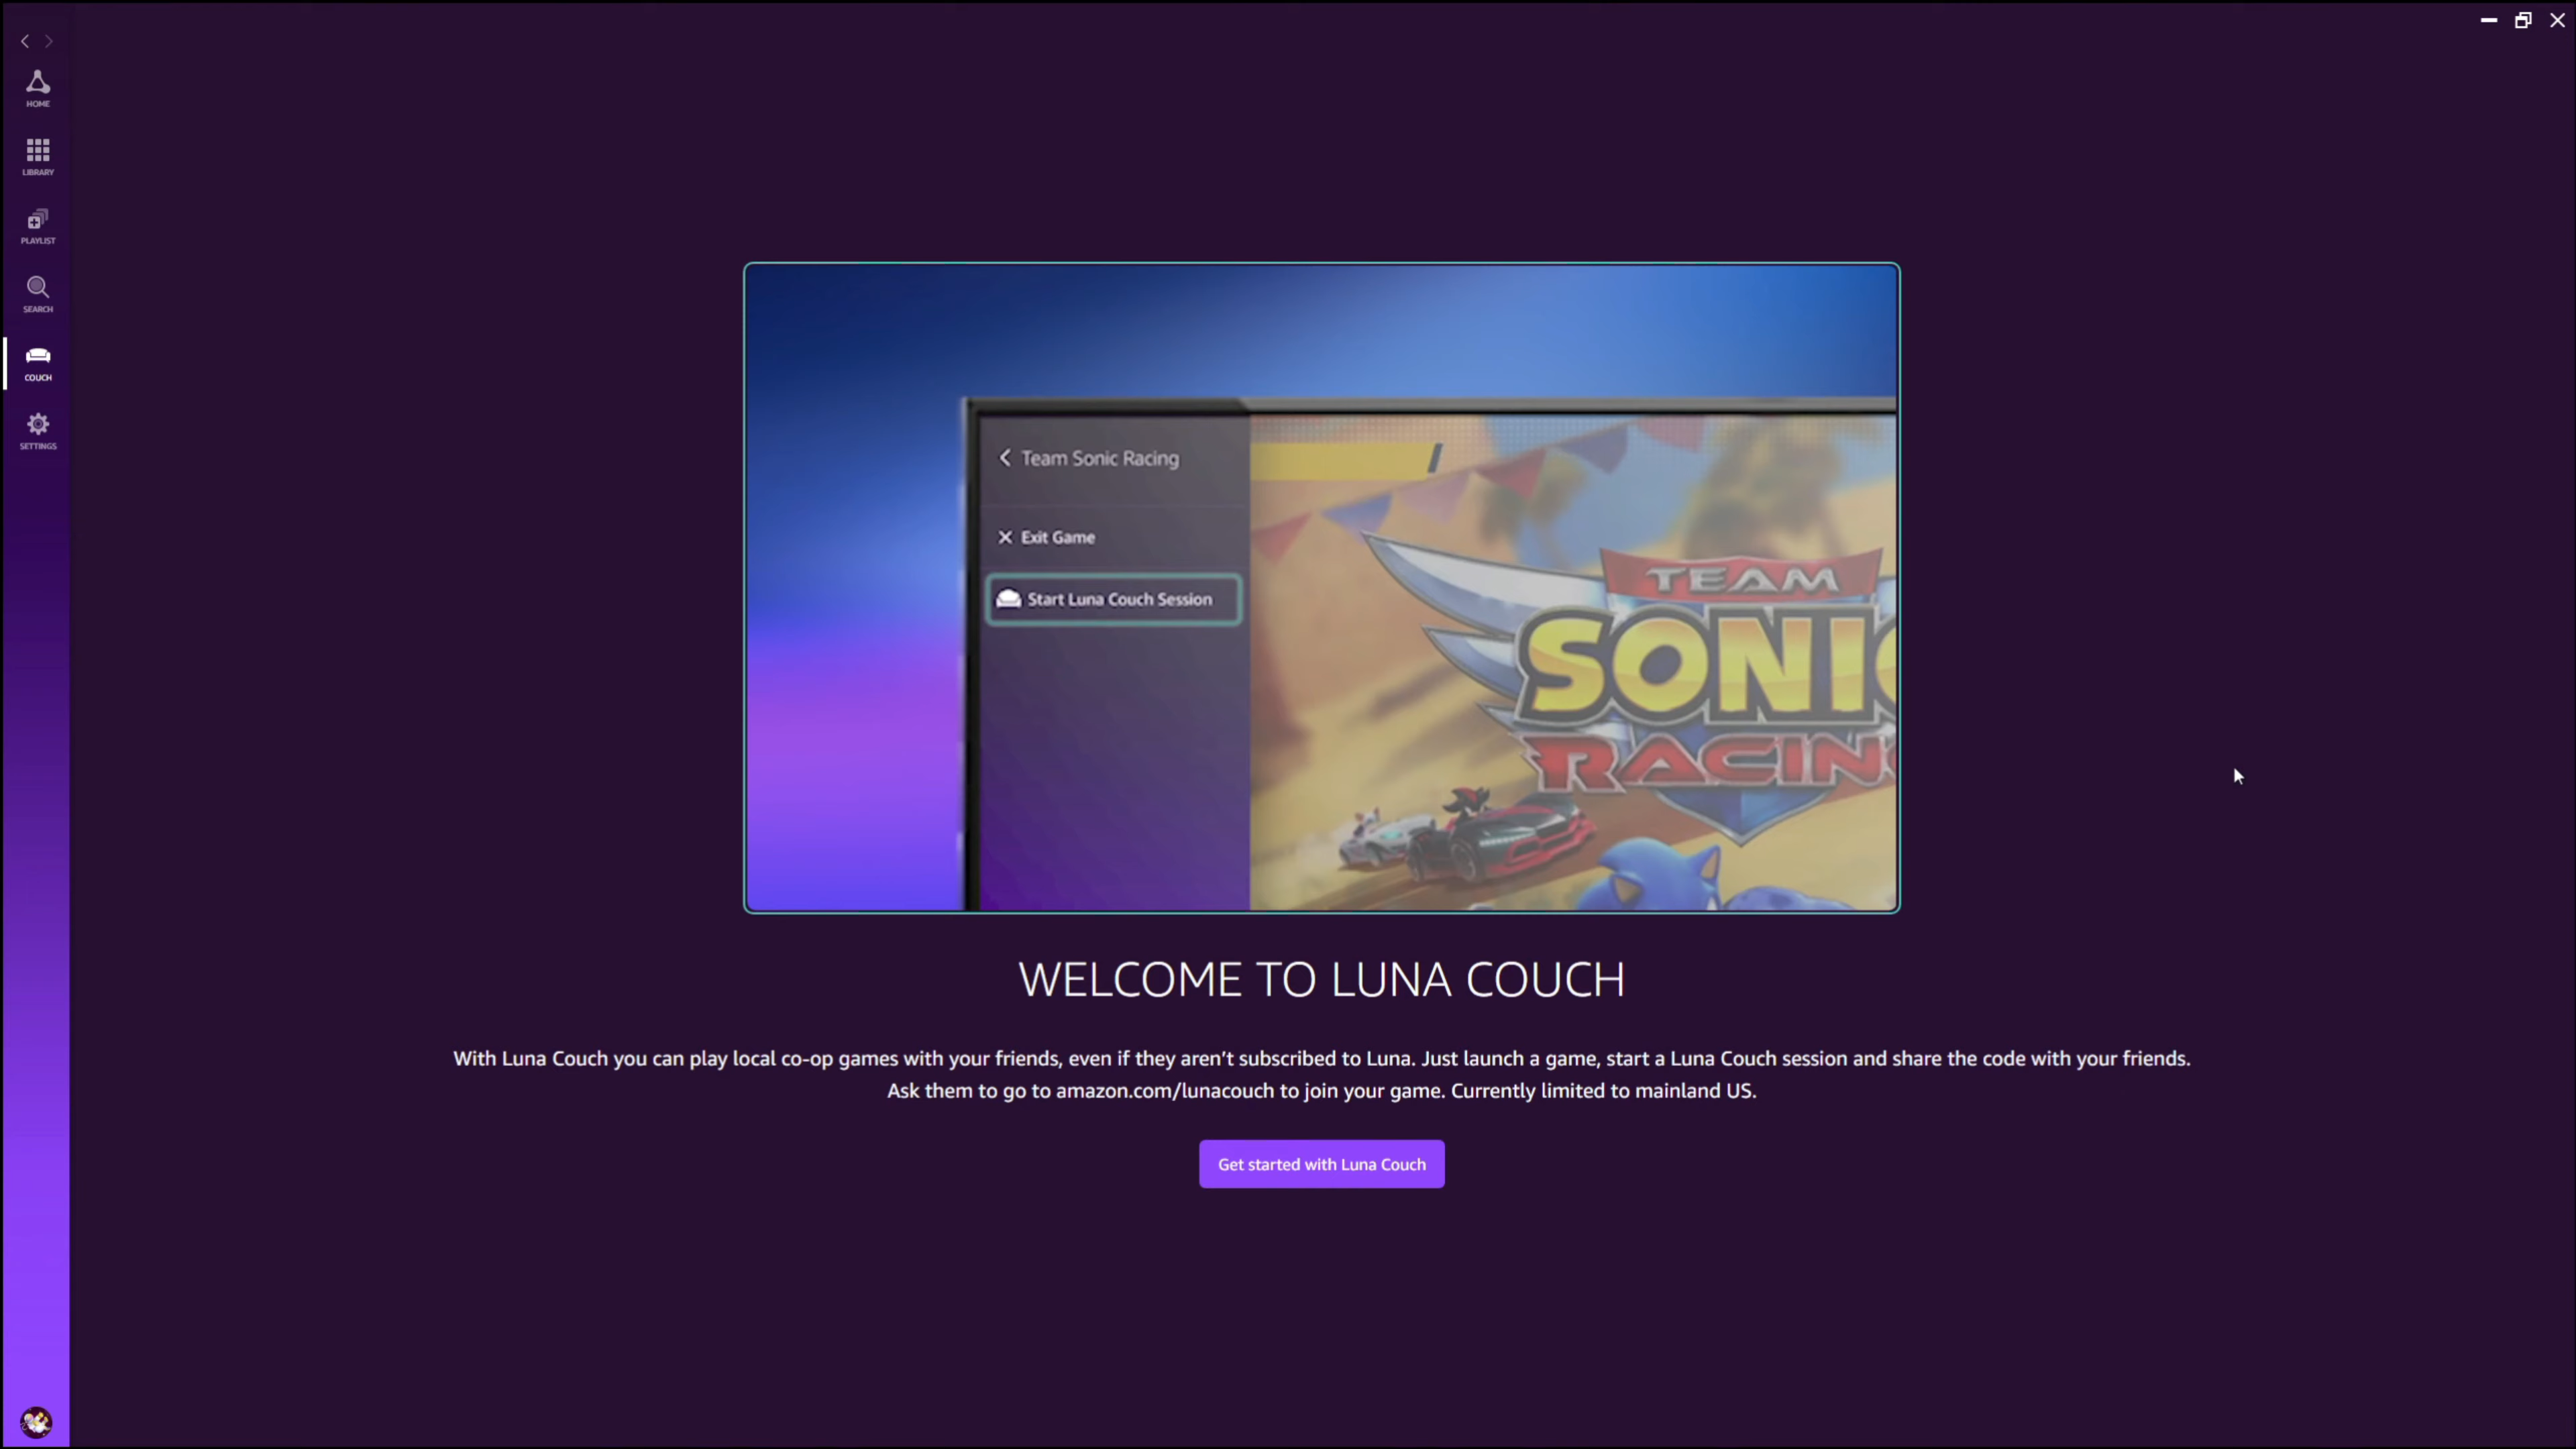 HOME
LIBRARY
PLAYLIST
SEARCH
COUCH
SETTINGS
Team Sonic Racing
Exit Game
Start Luna Couch Session
TEAM
SONIC
RACING
WELCOME TO LUNA COUCH
With Luna Couch you can play local co-op games with your friends, even if they aren’t subscribed to Luna. Just launch a game, start a Luna Couch session and share the code with your friends.
Ask them to go to amazon.com/lunacouch to join your game. Currently limited to mainland US.
Get started with Luna Couch